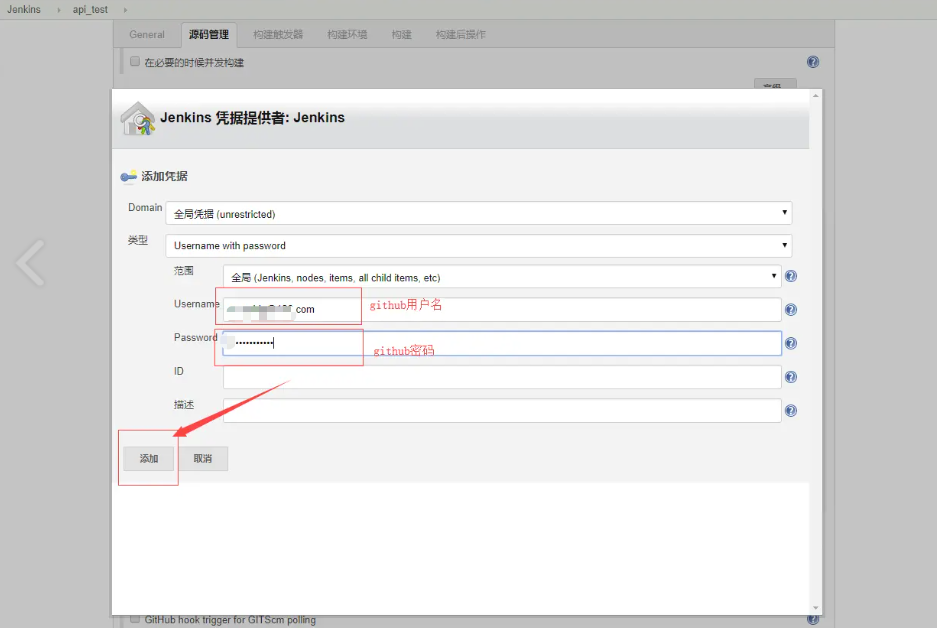 Jenkins › api_test ›
General 源码管理 构建触发器 构建环境 构建 构建后操作
在必要的时候并发构建
Jenkins 凭据提供者: Jenkins
添加凭据
Domain 全局凭据 (unrestricted)
类型 Username with password
范围 全局 (Jenkins, nodes, items, all child items, etc)
Username com github用户名
Password github密码
ID
描述
添加 取消
GitHub hook trigger for GITScm polling